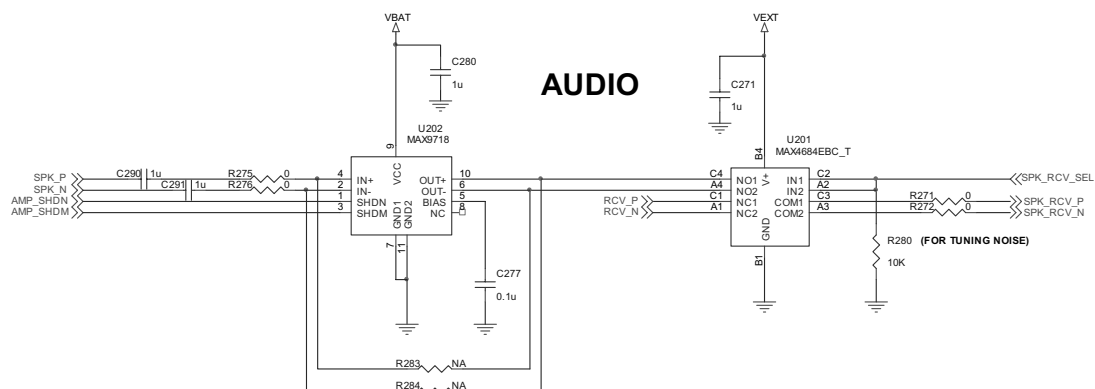 VBAT
VEXT
C280
1u
AUDIO
C271
1u
U202
MAX9718
U201
MAX4684EBC_T
9
VCC
B4
V+
SPK_P
C290
1u
R275
0
4
IN+
OUT+
10
C4
NO1
IN1
C2
SPK_RCV_SEL
SPK_N
C291
1u
R276
0
2
IN-
OUT-
6
A4
NO2
IN2
A2
AMP_SHDN
1
SHDN
BIAS
5
RCV_P
C1
NC1
COM1
C3
R271
0
SPK_RCV_P
AMP_SHDM
3
SHDM
NC
8
RCV_N
A1
NC2
COM2
A3
R272
0
SPK_RCV_N
GND1
GND2
GND
7
11
B1
R280 (FOR TUNING NOISE)
10K
C277
0.1u
R283
NA
R284
NA